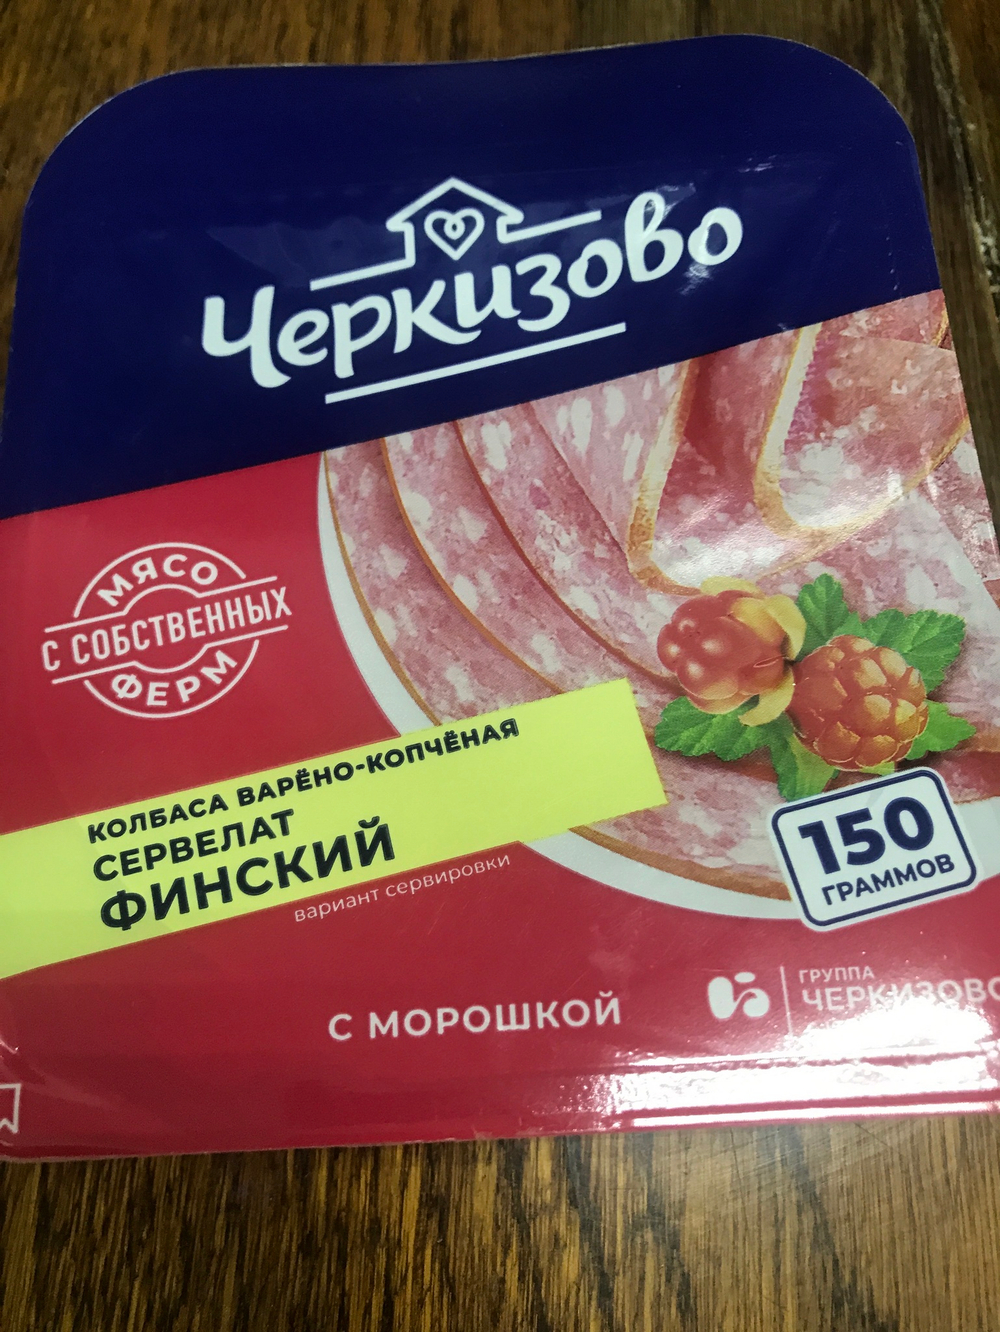 Черкизово
МЯСО
С СОБСТВЕННЫХ
ФЕРМ
КОЛБАСА ВАРЁНО-КОПЧЁНАЯ
СЕРВЕЛАТ
ФИНСКИЙ
вариант сервировки
150
ГРАММОВ
С МОРОШКОЙ
ГРУППА
ЧЕРКИЗОВО